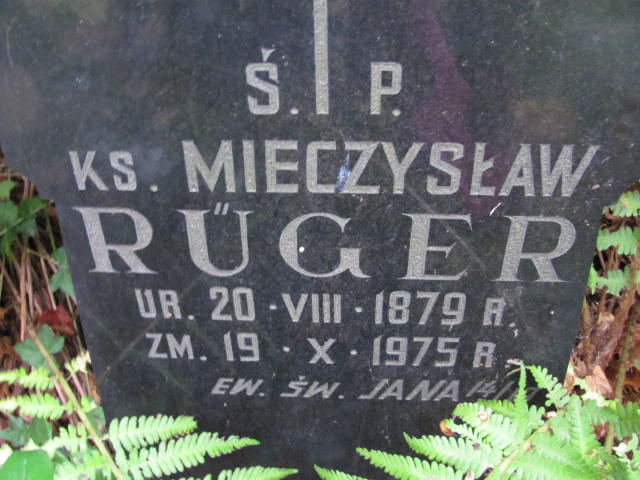 Ś. P.
KS. MIECZYSŁAW
RÜGER
UR. 20 · VIII · 1879 R.
ZM. 19 · X · 1975 R
EW. ŚW. JANA